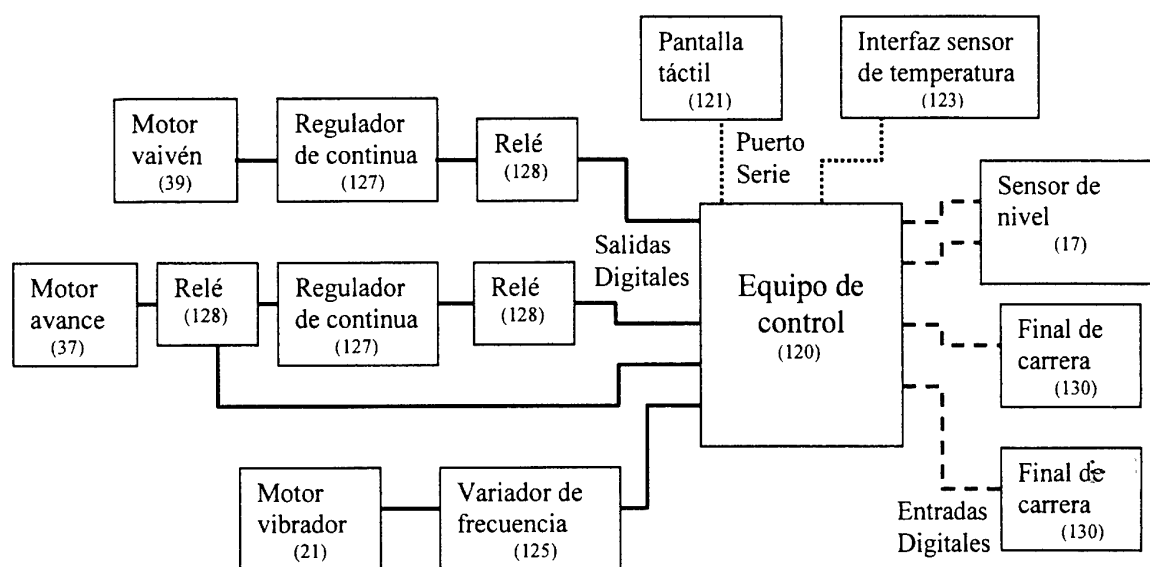 Pantalla
táctil
(121)
Interfaz sensor
de temperatura
(123)
Motor
vaivén
(39)
Regulador
de continua
(127)
Relé
(128)
Puerto
Serie
Sensor de
nivel
(17)
Salidas
Digitales
Motor
avance
(37)
Relé
(128)
Regulador
de continua
(127)
Relé
(128)
Equipo de
control
(120)
Final de
carrera
(130)
Motor
vibrador
(21)
Variador de
frecuencia
(125)
Entradas
Digitales
Final de
carrera
(130)